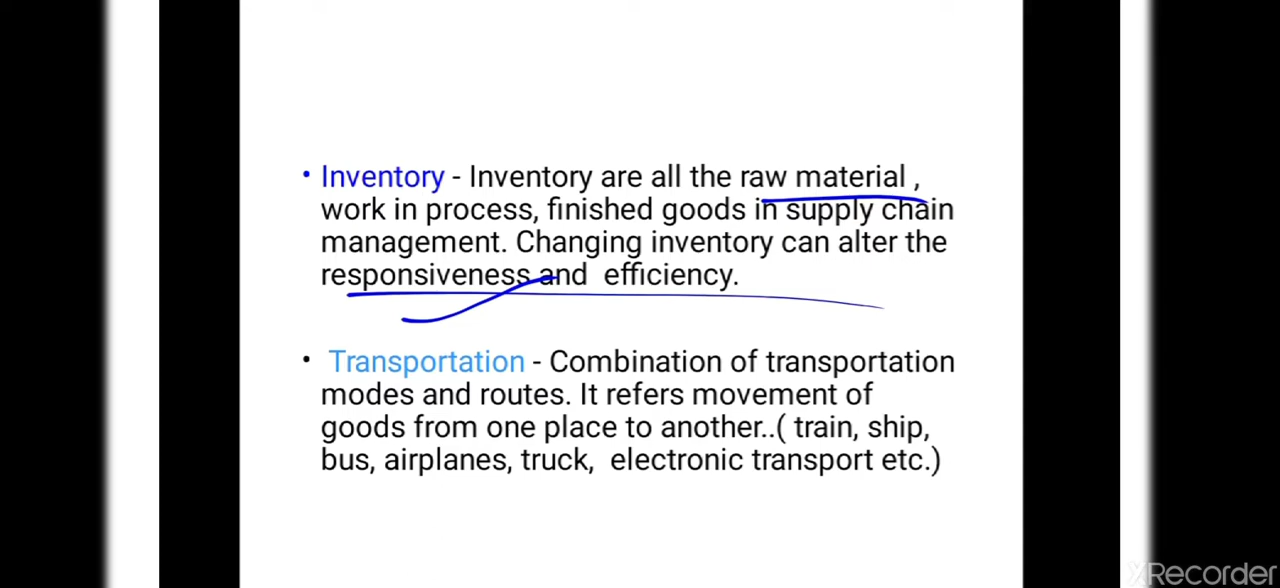 • Inventory - Inventory are all the raw material ,
work in process, finished goods in supply chain
management. Changing inventory can alter the
responsiveness and efficiency.
• Transportation - Combination of transportation
modes and routes. It refers movement of
goods from one place to another..( train, ship,
bus, airplanes, truck, electronic transport etc.)
XRecorder